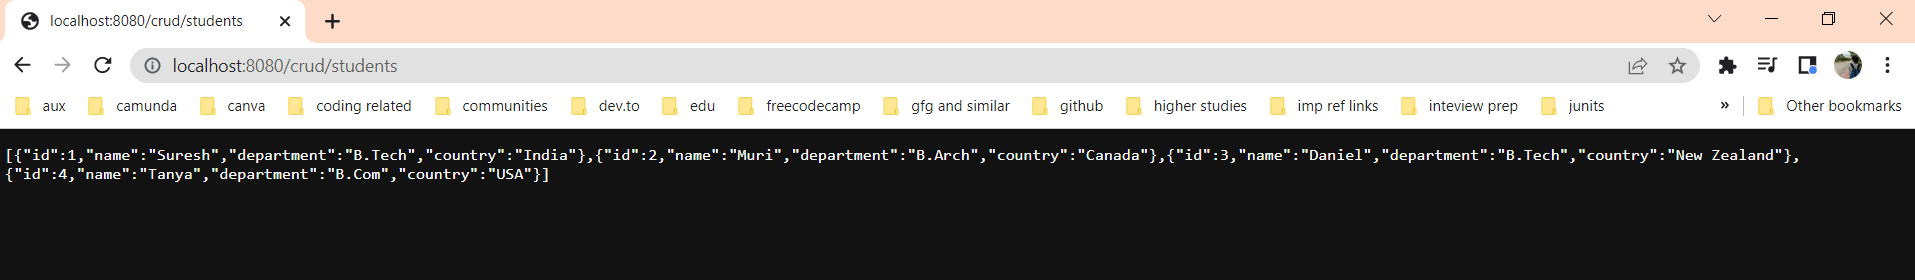 localhost:8080/crud/students
localhost:8080/crud/students
aux camunda canva coding related communities dev.to edu freecodecamp gfg and similar github higher studies imp ref links inteview prep junits » Other bookmarks
[{"id":1,"name":"Suresh","department":"B.Tech","country":"India"},{"id":2,"name":"Muri","department":"B.Arch","country":"Canada"},{"id":3,"name":"Daniel","department":"B.Tech","country":"New Zealand"},
{"id":4,"name":"Tanya","department":"B.Com","country":"USA"}]